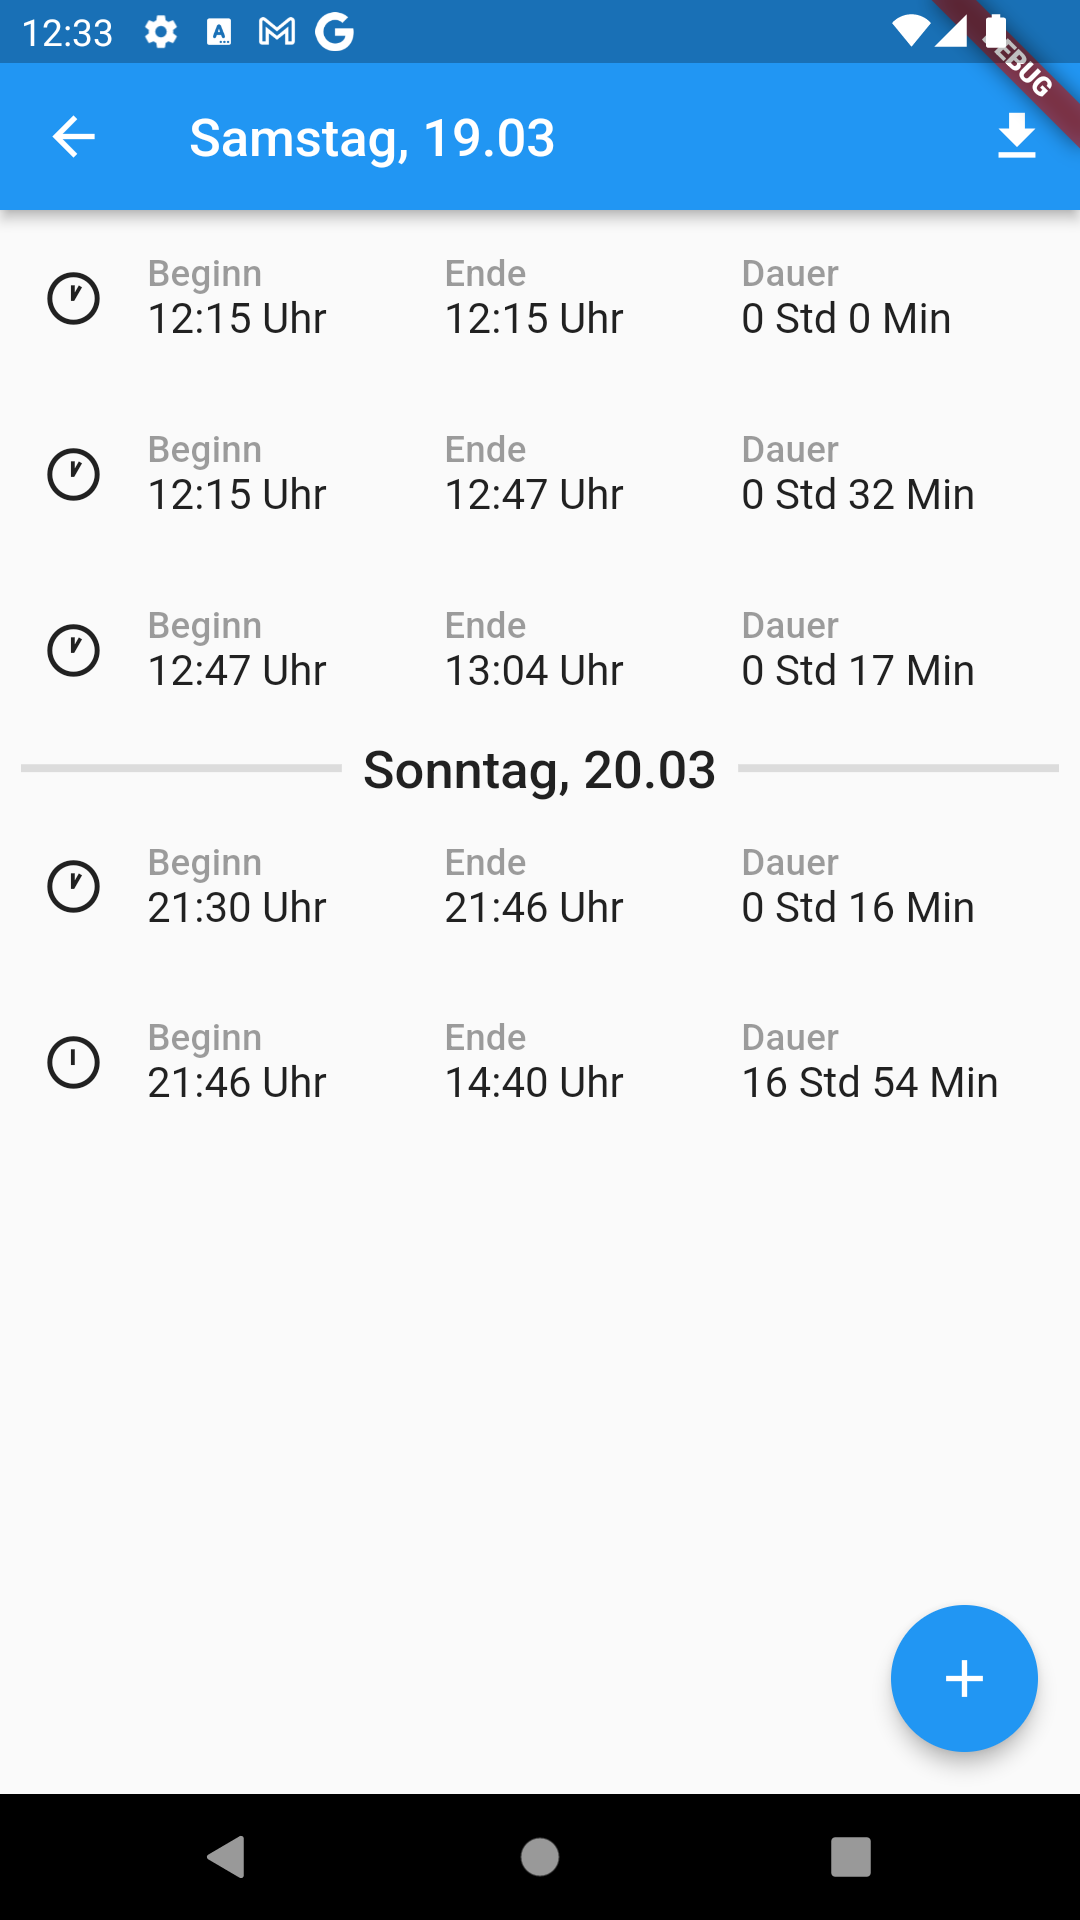 12:33
DEBUG
Samstag, 19.03
Beginn Ende Dauer
12:15 Uhr 12:15 Uhr 0 Std 0 Min
Beginn Ende Dauer
12:15 Uhr 12:47 Uhr 0 Std 32 Min
Beginn Ende Dauer
12:47 Uhr 13:04 Uhr 0 Std 17 Min
Sonntag, 20.03
Beginn Ende Dauer
21:30 Uhr 21:46 Uhr 0 Std 16 Min
Beginn Ende Dauer
21:46 Uhr 14:40 Uhr 16 Std 54 Min